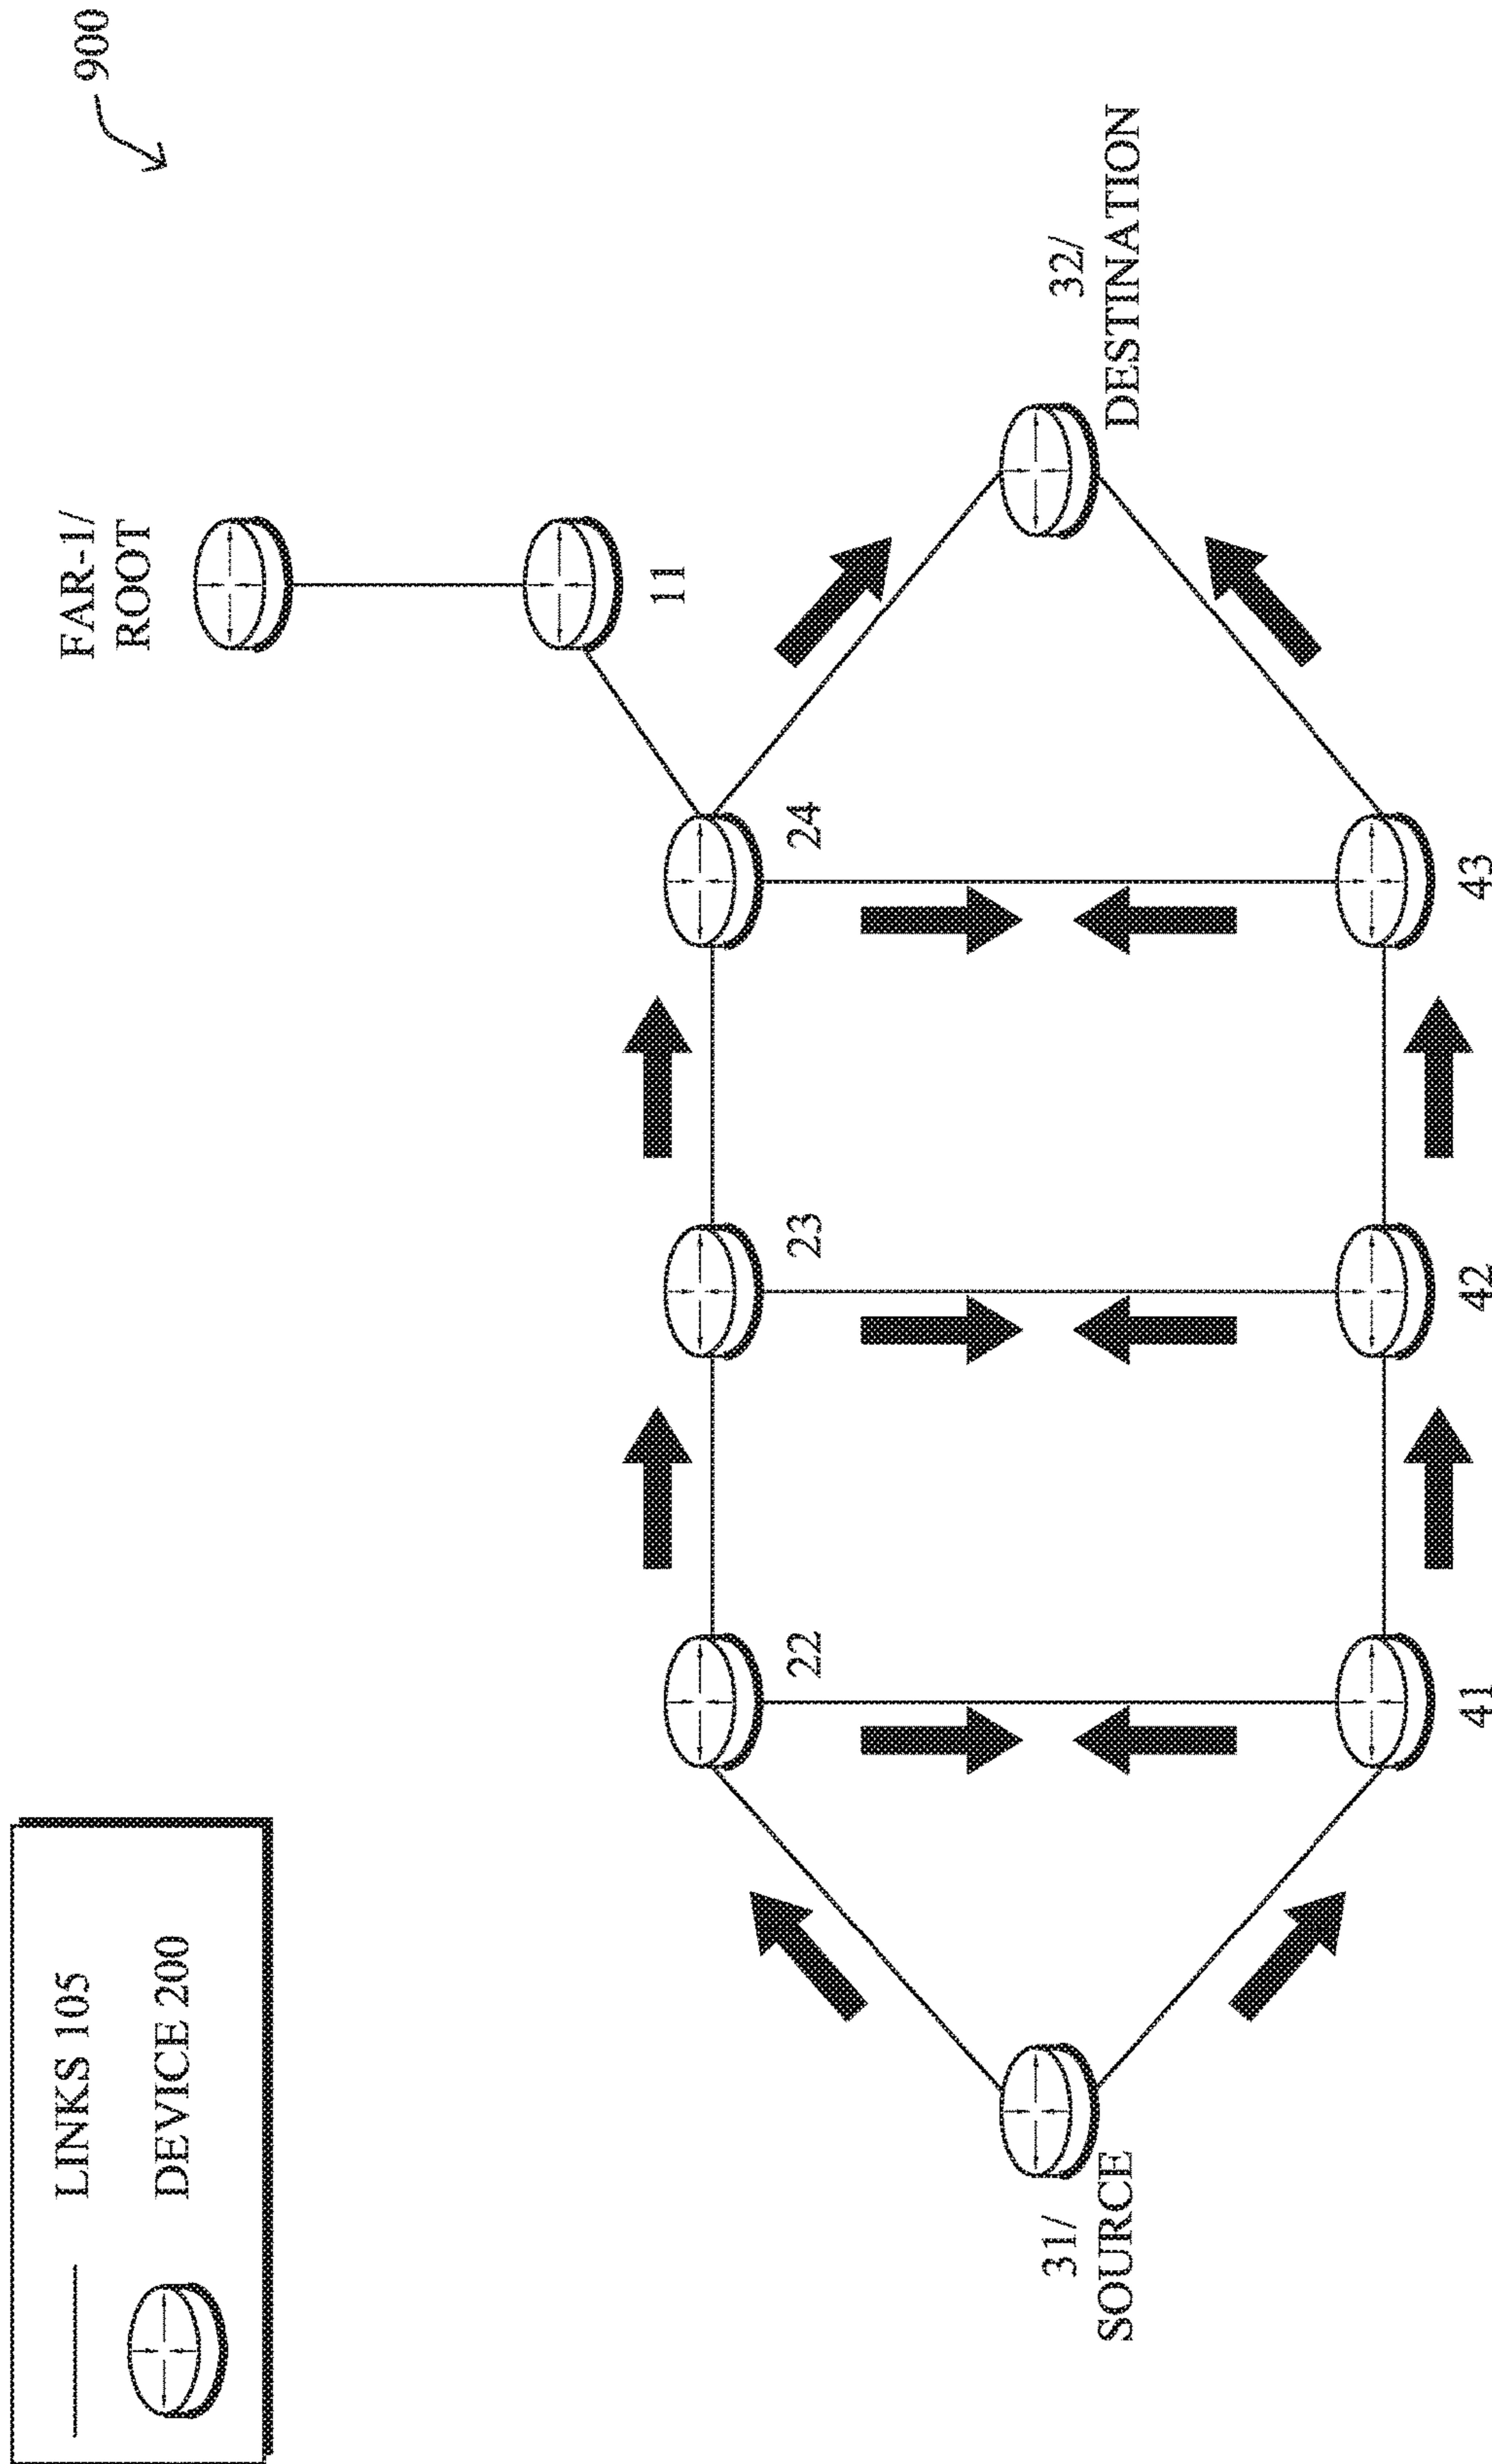 LINKS 105
DEVICE 200
900
FAR-1/
ROOT
11
22
23
24
31/
SOURCE
32/
DESTINATION
41
42
43